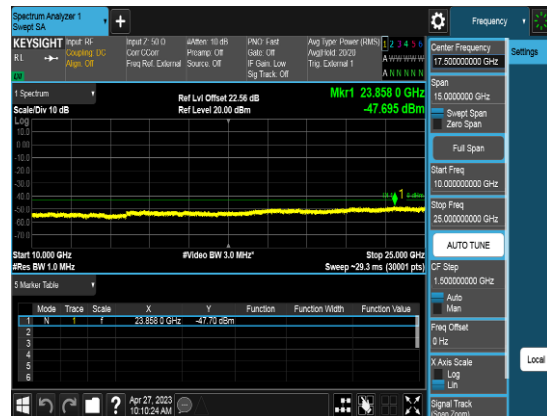 Spectrum Analyzer 1
Swept SA
+
Frequency
KEYSIGHT
Input: RF
Coupling: DC
Align: Off
Input Z: 50 Ω
Corr CCorr
Freq Ref: External
#Atten: 10 dB
Preamp: Off
Source: Off
PNO: Fast
Gate: Off
IF Gain: Low
Sig Track: Off
Avg Type: Power (RMS)
Avg|Hold: 20/20
Trig: External 1
1 2 3 4 5 6
A W W W W W
A N N N N N
R L
LW
1 Spectrum
Scale/Div 10 dB
Ref Lvl Offset 22.56 dB
Ref Level 20.00 dBm
Mkr1 23.858 0 GHz
-47.695 dBm
Log
10.0
0.00
-10.0
-20.0
-30.0
-40.0
-50.0
-60.0
-70.0
1
Start 10.000 GHz
#Res BW 1.0 MHz
#Video BW 3.0 MHz*
Stop 25.000 GHz
Sweep ~29.3 ms (30001 pts)
5 Marker Table
Mode Trace Scale X Y Function Function Width Function Value
1 N 1 f 23.858 0 GHz -47.70 dBm
2
3
4
5
6
Apr 27, 2023
10:10:24 AM
?
Center Frequency
17.500000000 GHz
Settings
Span
15.0000000 GHz
Swept Span
Zero Span
Full Span
Start Freq
10.000000000 GHz
Stop Freq
25.000000000 GHz
AUTO TUNE
CF Step
1.500000000 GHz
Auto
Man
Freq Offset
0 Hz
X Axis Scale
Log
Lin
Local
Signal Track
(Span Zoom)